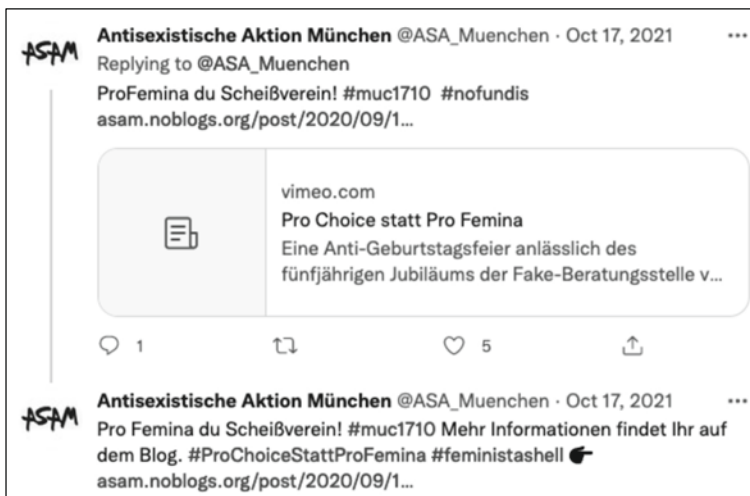 ASAM
Antisexistische Aktion München @ASA_Muenchen · Oct 17, 2021
Replying to @ASA_Muenchen
ProFemina du Scheißverein! #muc1710 #nofundis
asam.noblogs.org/post/2020/09/1...
vimeo.com
Pro Choice statt Pro Femina
Eine Anti-Geburtstagsfeier anlässlich des
fünfjährigen Jubiläums der Fake-Beratungsstelle v...
1
5
ASAM
Antisexistische Aktion München @ASA_Muenchen · Oct 17, 2021
Pro Femina du Scheißverein! #muc1710 Mehr Informationen findet Ihr auf
dem Blog. #ProChoiceStattProFemina #feministashell
asam.noblogs.org/post/2020/09/1...